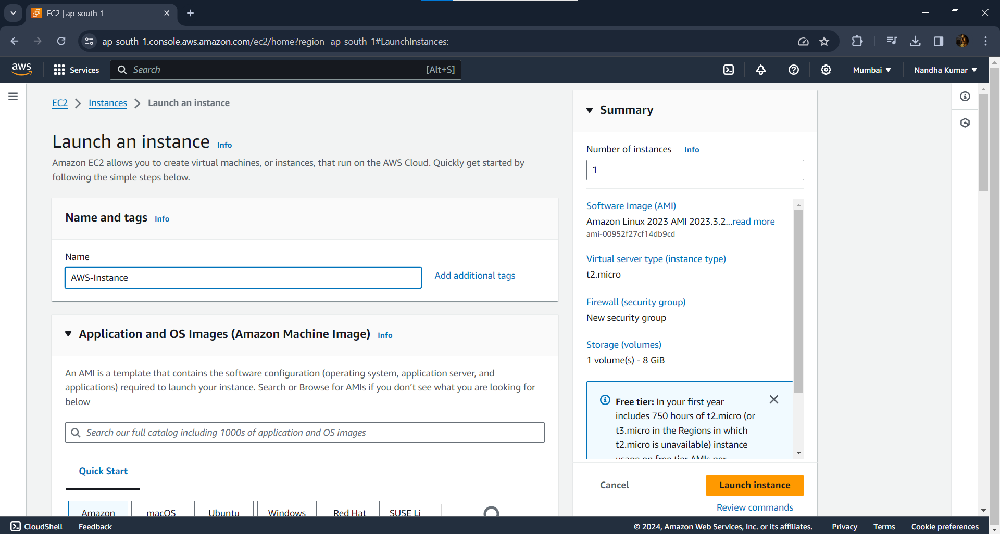 EC2 | ap-south-1
ap-south-1.console.aws.amazon.com/ec2/home?region=ap-south-1#LaunchInstances:
aws
Services
Search
[Alt+S]
Mumbai
Nandha Kumar
EC2
Instances
Launch an instance
Launch an instance Info
Amazon EC2 allows you to create virtual machines, or instances, that run on the AWS Cloud. Quickly get started by
following the simple steps below.
Name and tags Info
Name
AWS-Instance
Add additional tags
Application and OS Images (Amazon Machine Image) Info
An AMI is a template that contains the software configuration (operating system, application server, and
applications) required to launch your instance. Search or Browse for AMIs if you don’t see what you are looking for
below
Search our full catalog including 1000s of application and OS images
Quick Start
Amazon
macOS
Ubuntu
Windows
Red Hat
SUSE Li
Summary
Number of instances Info
1
Software Image (AMI)
Amazon Linux 2023 AMI 2023.3.2...read more
ami-00952f27cf14db9cd
Virtual server type (instance type)
t2.micro
Firewall (security group)
New security group
Storage (volumes)
1 volume(s) - 8 GiB
Free tier: In your first year
includes 750 hours of t2.micro (or
t3.micro in the Regions in which
t2.micro is unavailable) instance
usage on free tier AMIs per
Cancel
Launch instance
Review commands
CloudShell
Feedback
© 2024, Amazon Web Services, Inc. or its affiliates.
Privacy
Terms
Cookie preferences